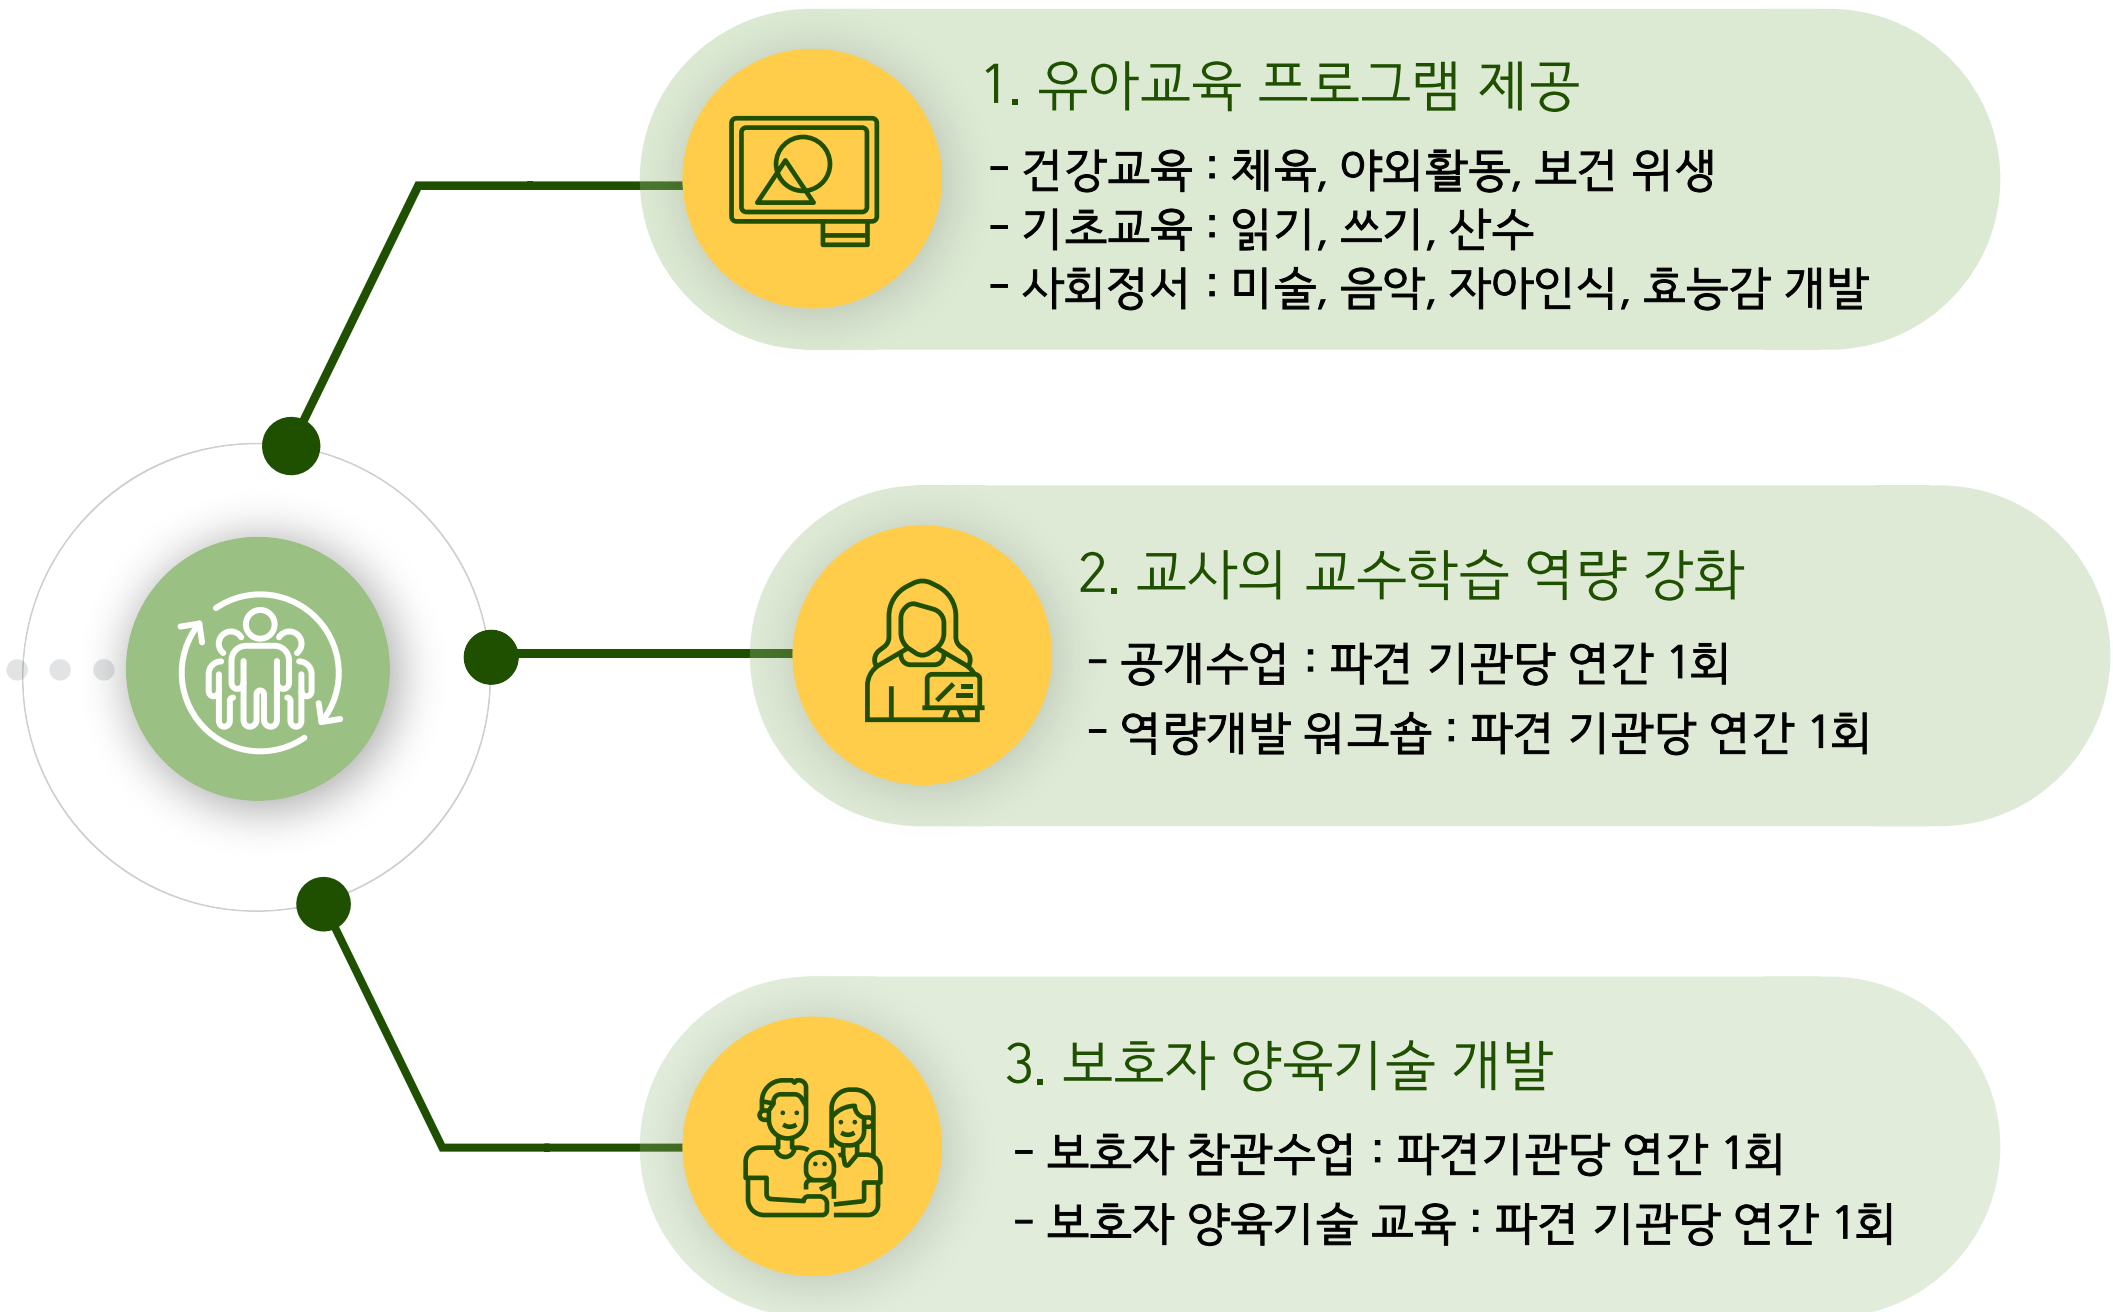 1. 유아교육 프로그램 제공
- 건강교육 : 체육, 야외활동, 보건 위생
- 기초교육 : 읽기, 쓰기, 산수
- 사회정서 : 미술, 음악, 자아인식, 효능감 개발
2. 교사의 교수학습 역량 강화
- 공개수업 : 파견 기관당 연간 1회
- 역량개발 워크숍 : 파견 기관당 연간 1회
3. 보호자 양육기술 개발
- 보호자 참관수업 : 파견기관당 연간 1회
- 보호자 양육기술 교육 : 파견 기관당 연간 1회